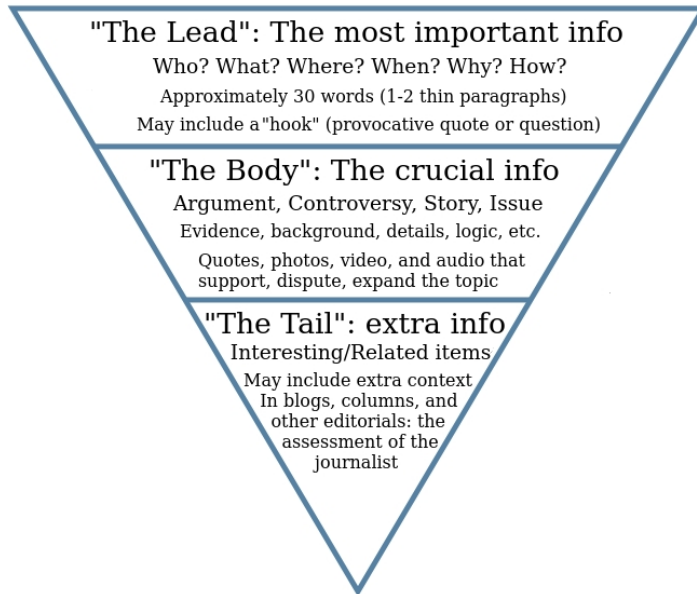 "The Lead": The most important info
Who? What? Where? When? Why? How?
Approximately 30 words (1-2 thin paragraphs)
May include a "hook" (provocative quote or question)
"The Body": The crucial info
Argument, Controversy, Story, Issue
Evidence, background, details, logic, etc.
Quotes, photos, video, and audio that
support, dispute, expand the topic
"The Tail": extra info
Interesting/Related items
May include extra context
In blogs, columns, and
other editorials: the
assessment of the
journalist